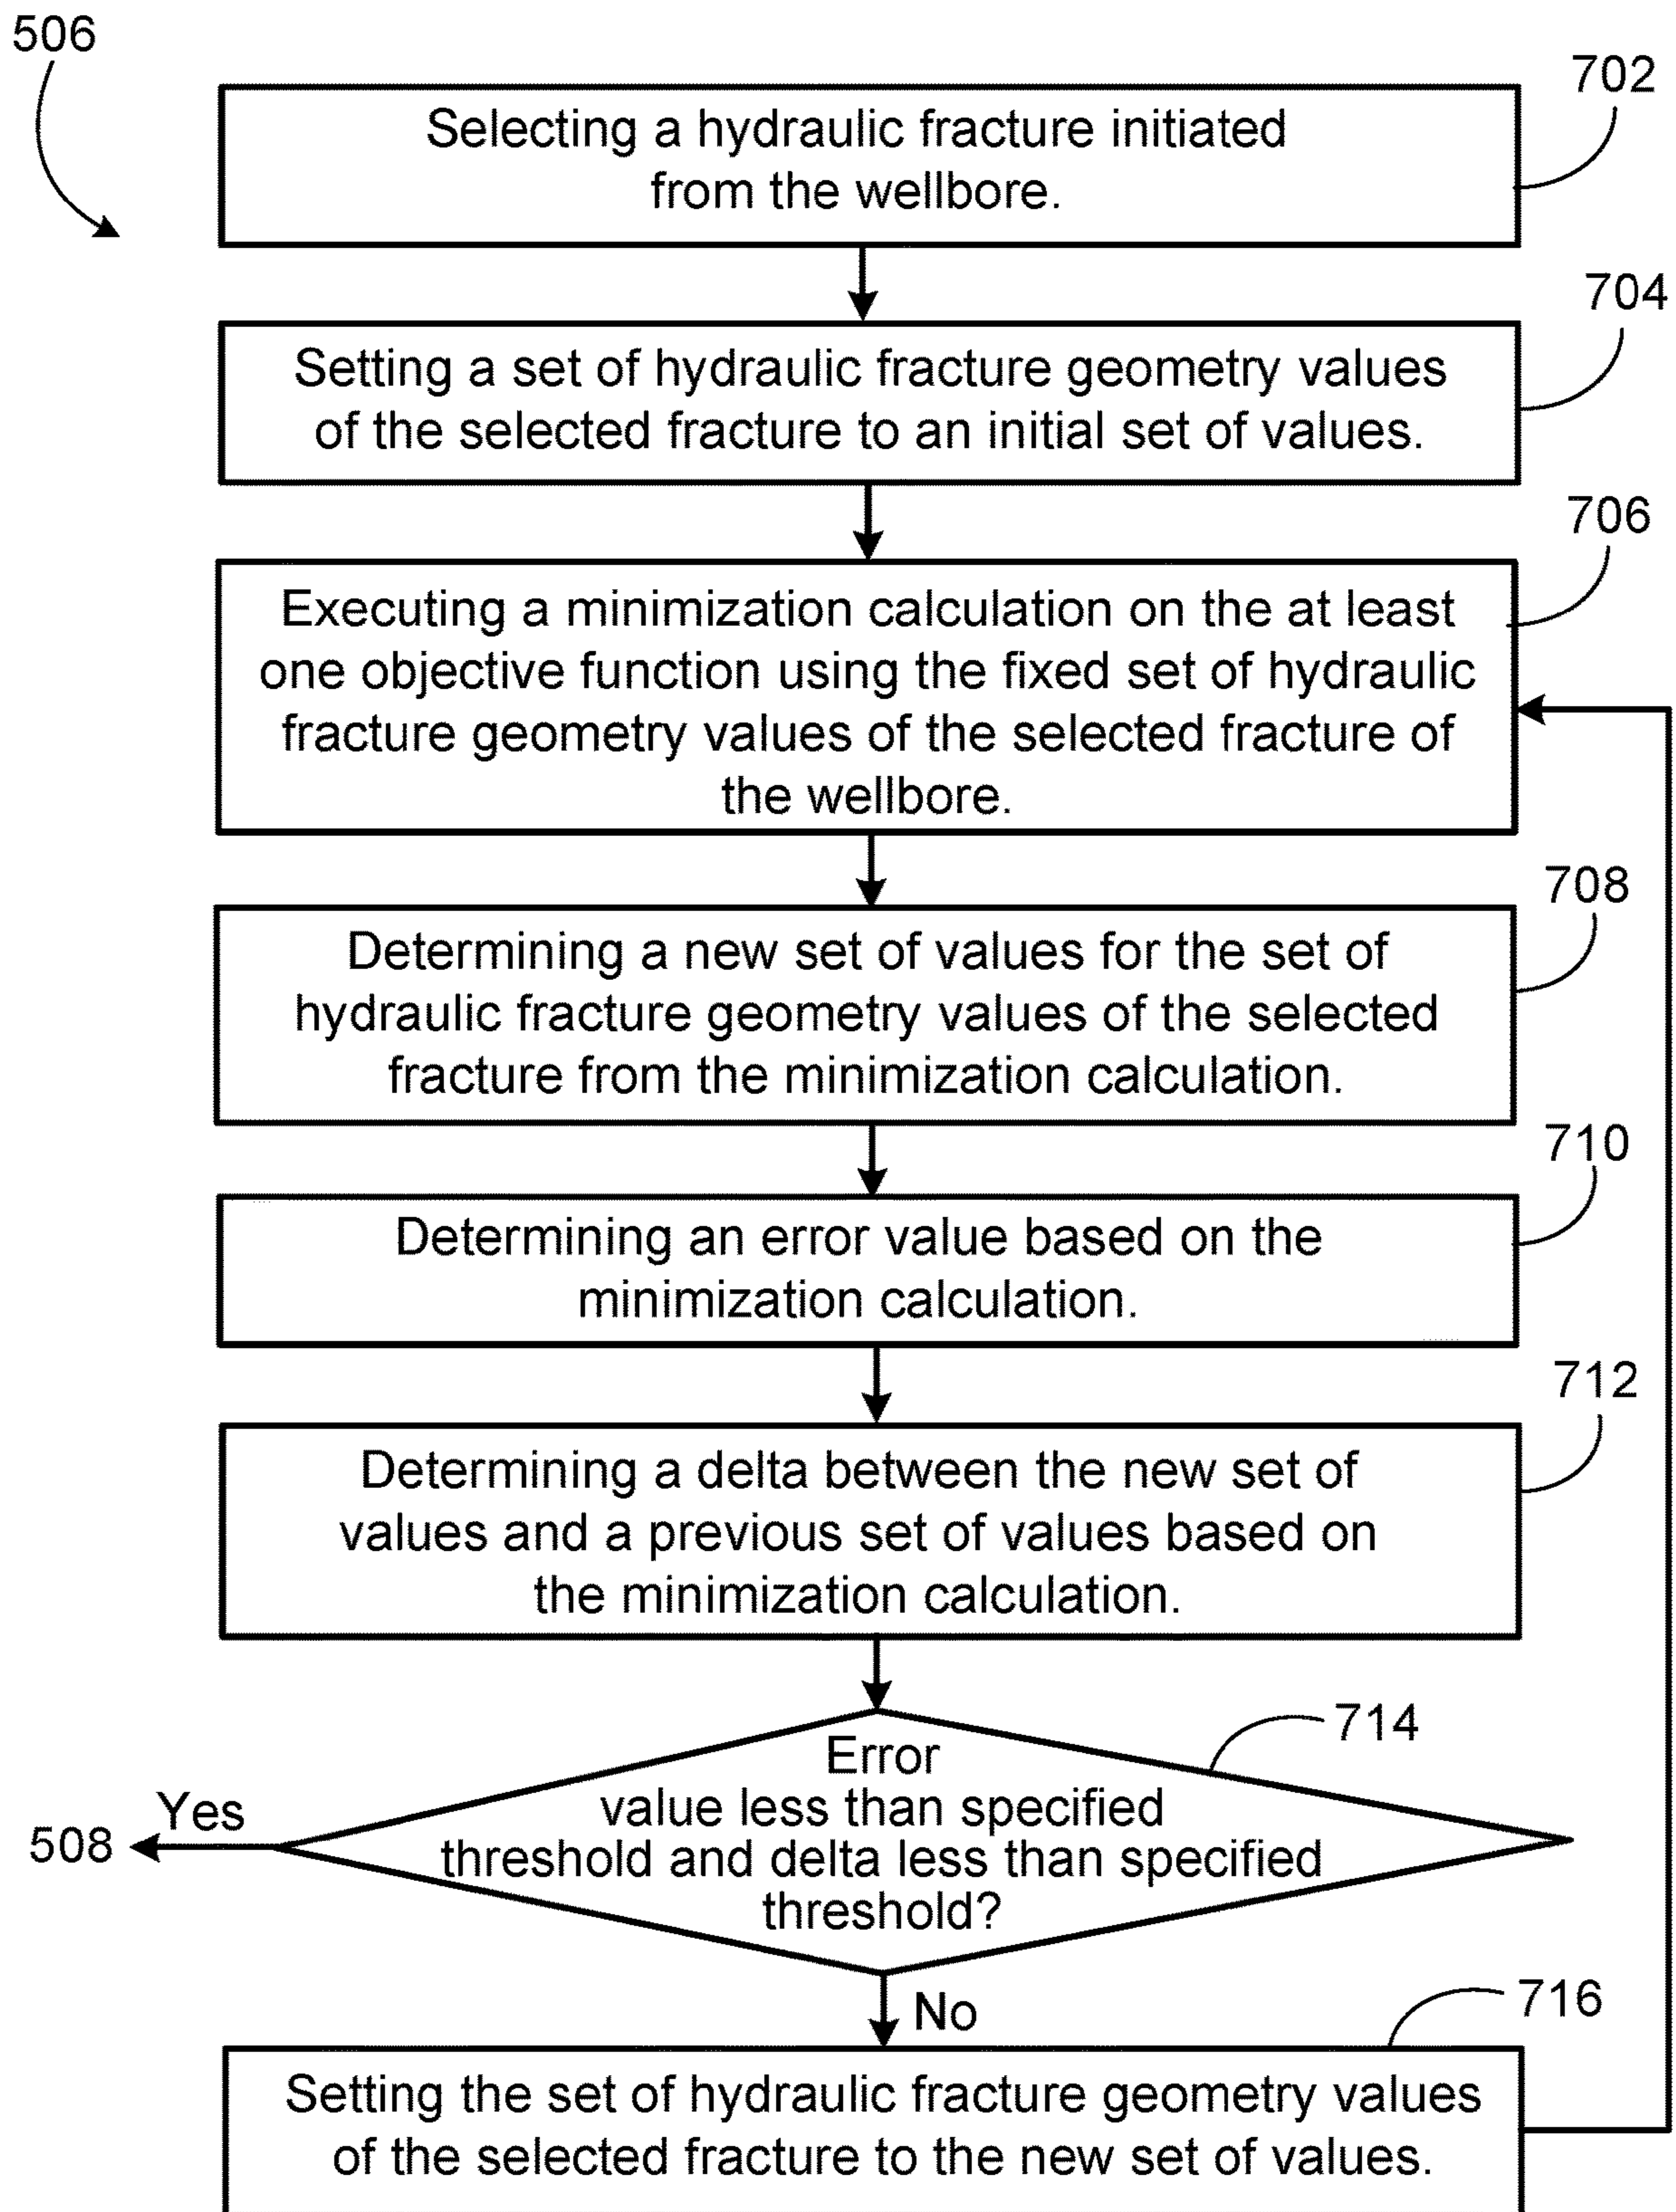 506
702
Selecting a hydraulic fracture initiated
from the wellbore.
704
Setting a set of hydraulic fracture geometry values
of the selected fracture to an initial set of values.
706
Executing a minimization calculation on the at least
one objective function using the fixed set of hydraulic
fracture geometry values of the selected fracture of
the wellbore.
708
Determining a new set of values for the set of
hydraulic fracture geometry values of the selected
fracture from the minimization calculation.
710
Determining an error value based on the
minimization calculation.
712
Determining a delta between the new set of
values and a previous set of values based on
the minimization calculation.
714
Error
value less than specified
threshold and delta less than specified
threshold?
Yes
508
No
716
Setting the set of hydraulic fracture geometry values
of the selected fracture to the new set of values.